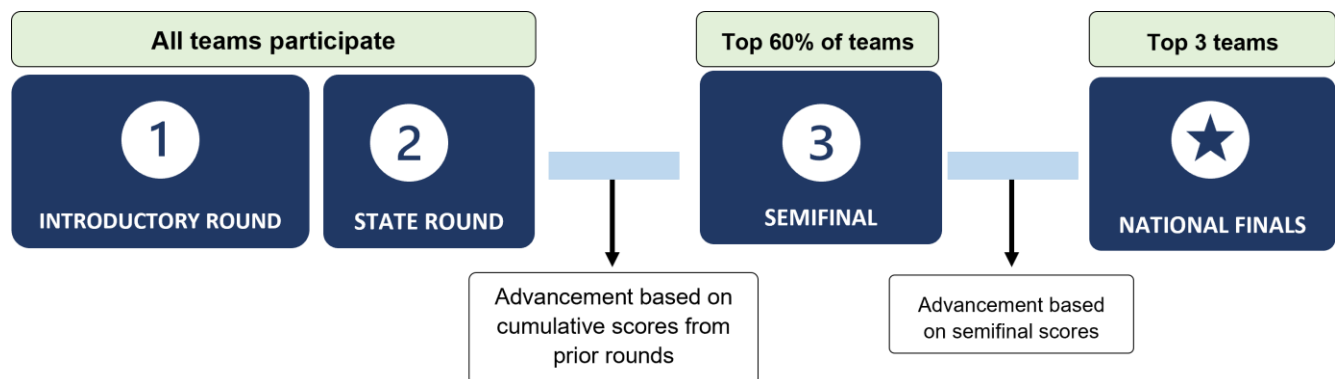 All teams participate
Top 60% of teams
Top 3 teams
1
2
3
INTRODUCTORY ROUND
STATE ROUND
SEMIFINAL
NATIONAL FINALS
Advancement based on
cumulative scores from
prior rounds
Advancement based
on semifinal scores